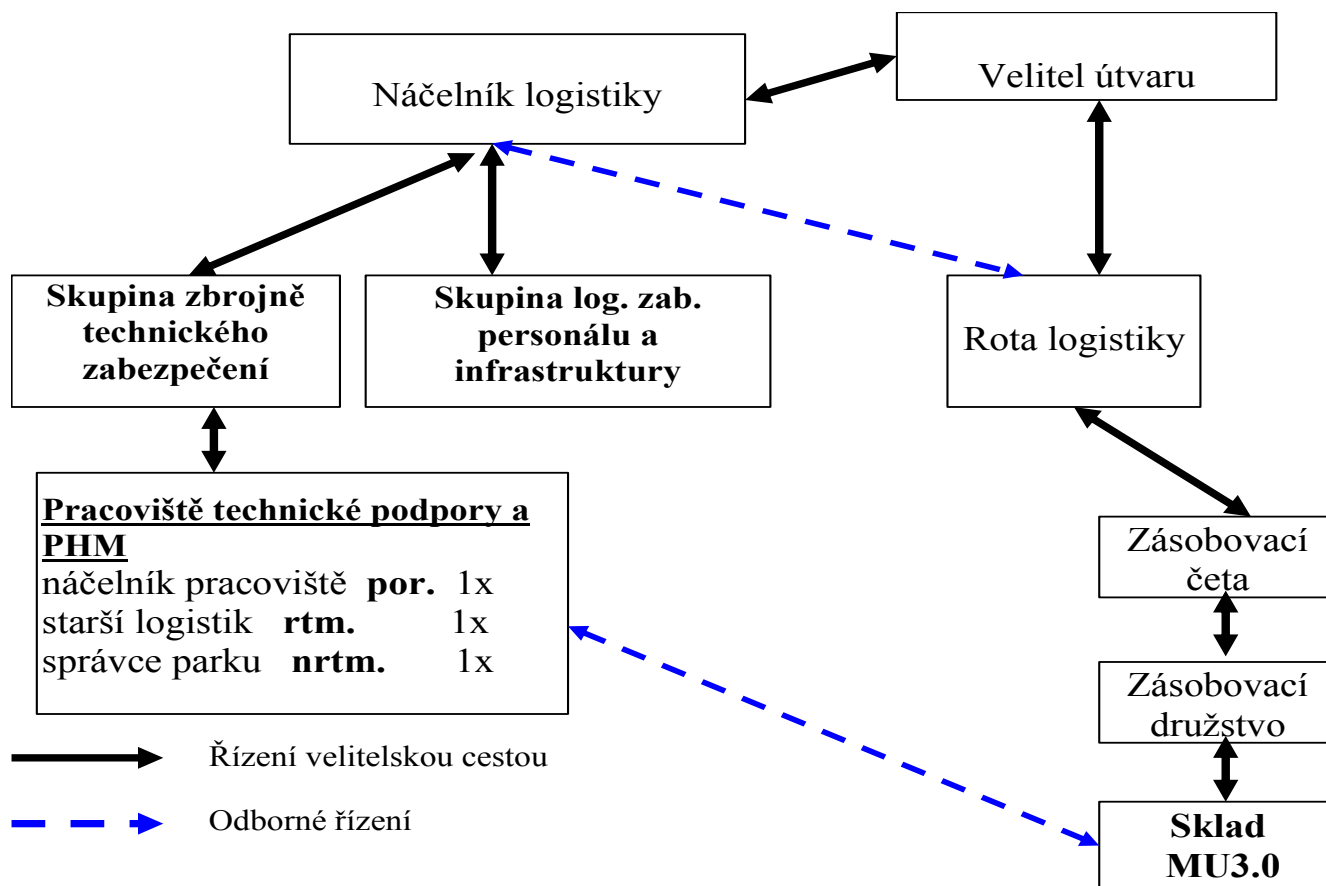 Náčelník logistiky
Velitel útvaru
Skupina zbrojně
technického
zabezpečení
Skupina log. zab.
personálu a
infrastruktury
Rota logistiky
Pracoviště technické podpory a
PHM
náčelník pracoviště por. 1x
starší logistik rtm. 1x
správce parku nrtm. 1x
Zásobovací
četa
Zásobovací
družstvo
Sklad
MU3.0
Řízení velitelskou cestou
Odborné řízení